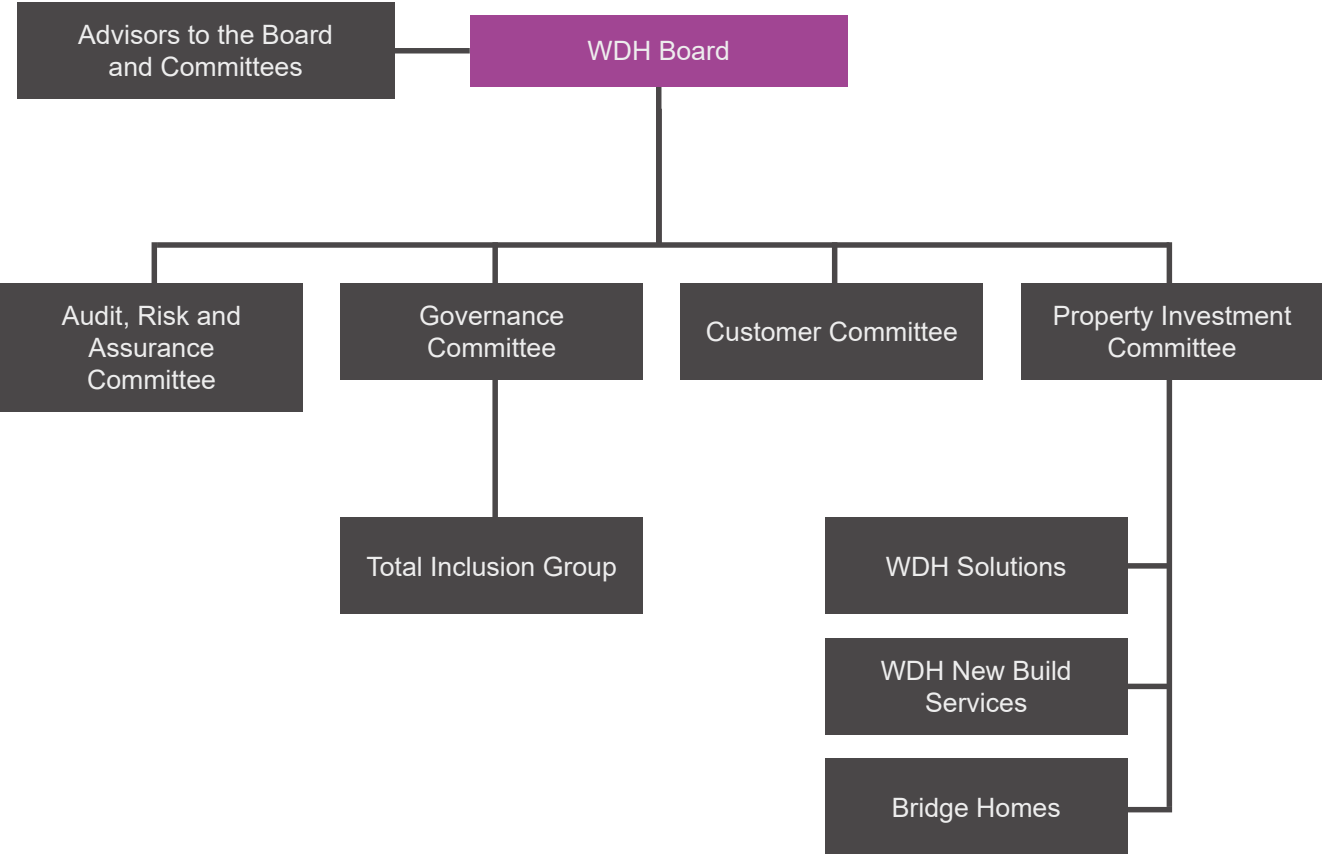 Advisors to the Board
and Committees
WDH Board
Audit, Risk and
Assurance
Committee
Governance
Committee
Customer Committee
Property Investment
Committee
Total Inclusion Group
WDH Solutions
WDH New Build
Services
Bridge Homes